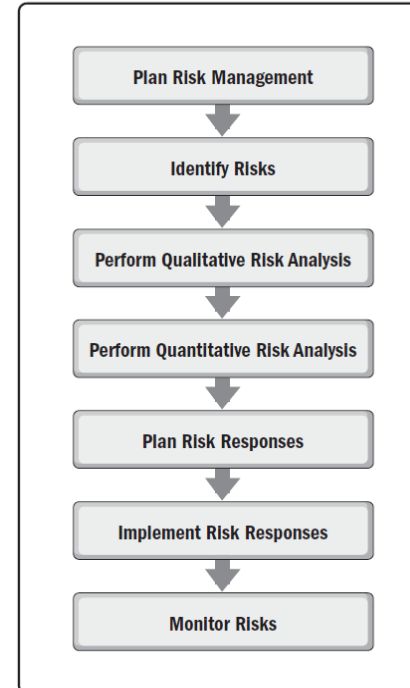 Plan Risk Management
Identify Risks
Perform Qualitative Risk Analysis
Perform Quantitative Risk Analysis
Plan Risk Responses
Implement Risk Responses
Monitor Risks